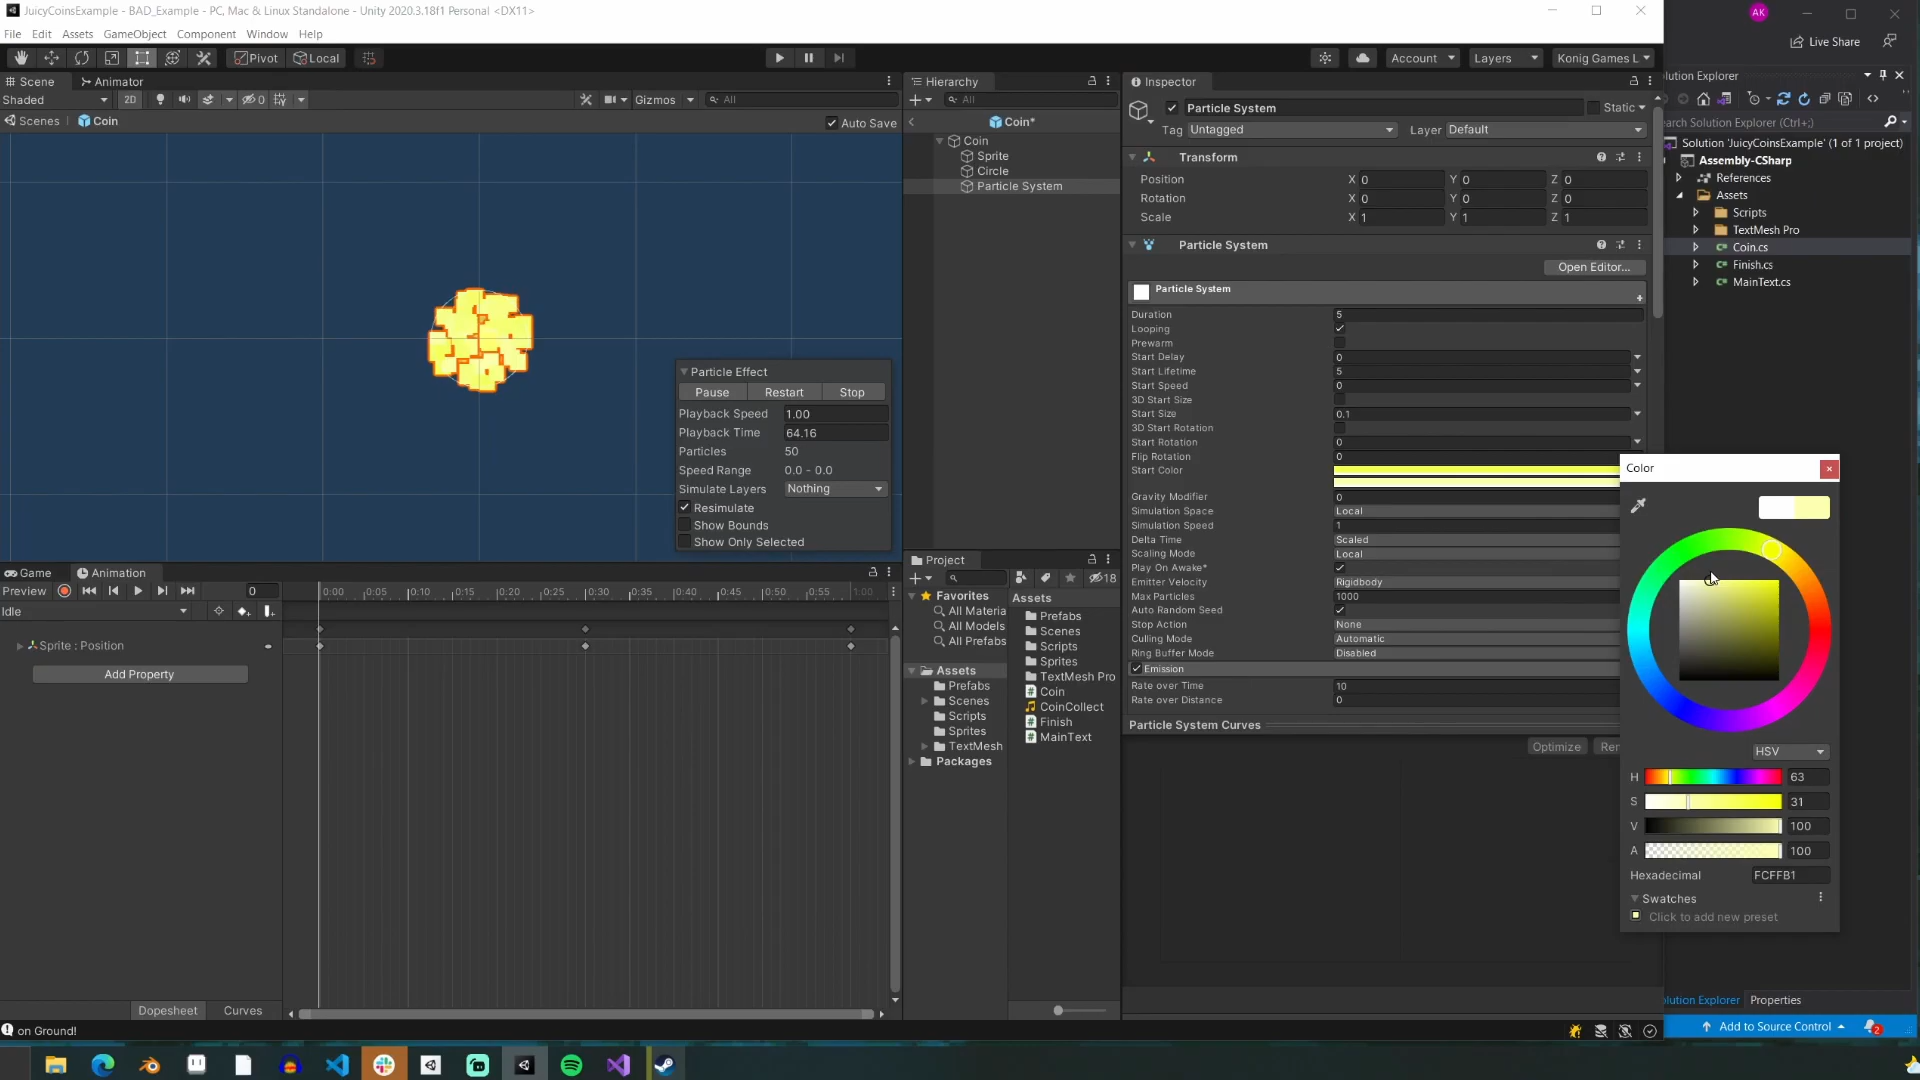 JuicyCoinsExample - BAD_Example - PC, Mac & Linux Standalone - Unity 2020.3.18f1 Personal <DX11>
AK
File Edit Assets GameObject Component Window Help
Live Share
Pivot Local
Account Layers Konig Games L
Scene Animator
Shaded 2D 0 Gizmos All
Scenes Coin
Auto Save
Hierarchy
All
Coin*
Coin
Sprite
Circle
Particle System
Particle Effect
Pause Restart Stop
Playback Speed 1.00
Playback Time 64.16
Particles 50
Speed Range 0.0 - 0.0
Simulate Layers Nothing
Resimulate
Show Bounds
Show Only Selected
Game Animation
Preview 0
0:00 0:05 0:10 0:15 0:20 0:25 0:30 0:35 0:40 0:45 0:50 0:55 1:00
Idle
Sprite : Position
Add Property
Dopesheet Curves
on Ground!
Project
18
Favorites
All Materia
All Models
All Prefabs
Assets
Prefabs
Scenes
Scripts
Sprites
TextMesh
Packages
Assets
Prefabs
Scenes
Scripts
Sprites
TextMesh Pro
Coin
CoinCollect
Finish
MainText
Inspector
Particle System Static
Tag Untagged Layer Default
Transform
Position X 0 Y 0 Z 0
Rotation X 0 Y 0 Z 0
Scale X 1 Y 1 Z 1
Particle System
Open Editor...
Particle System
Duration 5
Looping
Prewarm
Start Delay 0
Start Lifetime 5
Start Speed 0
3D Start Size
Start Size 0.1
3D Start Rotation
Start Rotation 0
Flip Rotation 0
Start Color
Gravity Modifier 0
Simulation Space Local
Simulation Speed 1
Delta Time Scaled
Scaling Mode Local
Play On Awake*
Emitter Velocity Rigidbody
Max Particles 1000
Auto Random Seed
Stop Action None
Culling Mode Automatic
Ring Buffer Mode Disabled
Emission
Rate over Time 10
Rate over Distance 0
Particle System Curves
Optimize Ren
Color
HSV
H 63
S 31
V 100
A 100
Hexadecimal FCFFB1
Swatches
Click to add new preset
olution Explorer
earch Solution Explorer (Ctrl+;)
Solution 'JuicyCoinsExample' (1 of 1 project)
Assembly-CSharp
References
Assets
Scripts
TextMesh Pro
Coin.cs
Finish.cs
MainText.cs
olution Explorer Properties
Add to Source Control 2